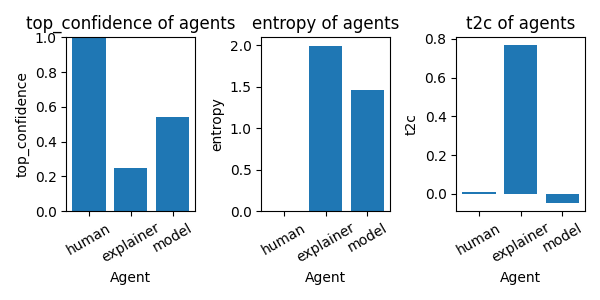 top_confidence of agents
top_confidence
1.0
0.8
0.6
0.4
0.2
0.0
human
explainer
model
Agent
entropy of agents
entropy
2.0
1.5
1.0
0.5
0.0
human
explainer
model
Agent
t2c of agents
t2c
0.8
0.6
0.4
0.2
0.0
human
explainer
model
Agent